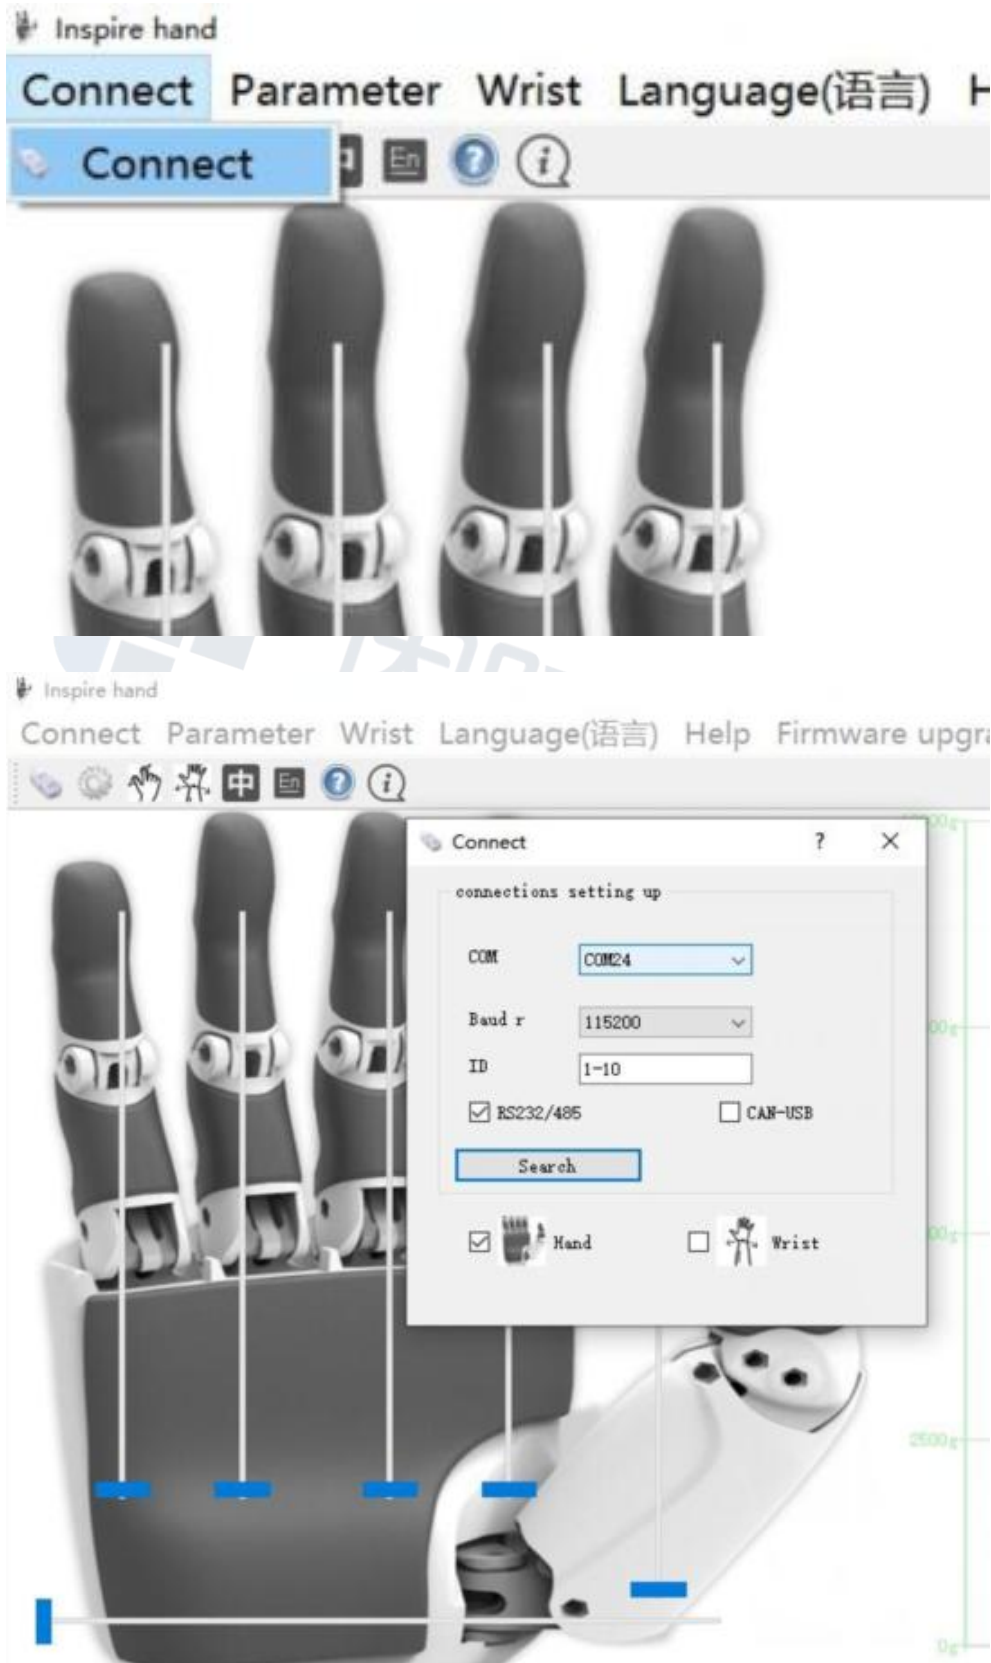 Inspire hand
Connect Parameter Wrist Language(语言)
Connect
En ? i
Inspire hand
Connect Parameter Wrist Language(语言) Help Firmware upgra
中 En ? i
Connect ? ×
connections setting up
COM COM24
Baud r 115200
ID 1-10
RS232/485 CAN-USB
Search
Hand Wrist
2500g
0g